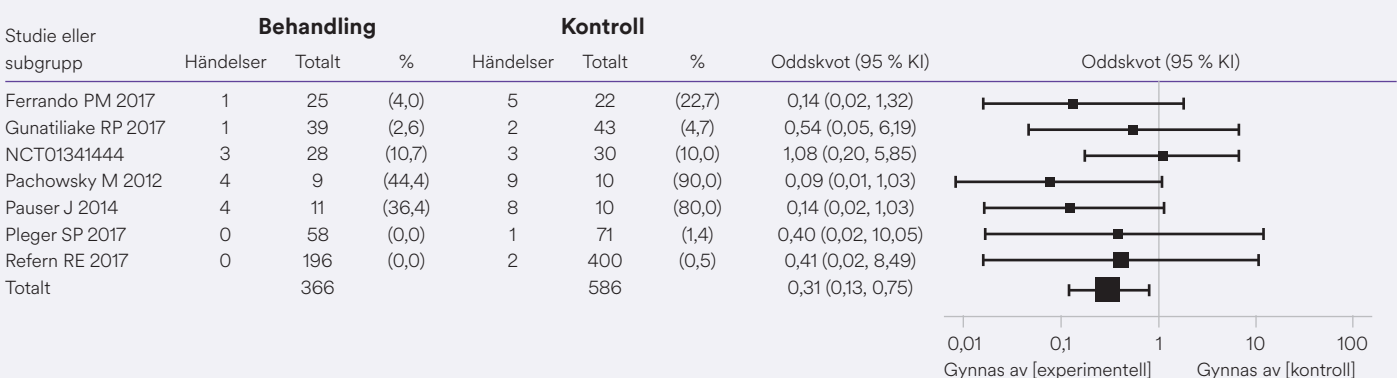 Behandling Kontroll
Studie eller
subgrupp Händelser Totalt % Händelser Totalt % Oddskvot (95 % KI) Oddskvot (95 % KI)
Ferrando PM 2017 1 25 (4,0) 5 22 (22,7) 0,14 (0,02, 1,32)
Gunatiliake RP 2017 1 39 (2,6) 2 43 (4,7) 0,54 (0,05, 6,19)
NCT01341444 3 28 (10,7) 3 30 (10,0) 1,08 (0,20, 5,85)
Pachowsky M 2012 4 9 (44,4) 9 10 (90,0) 0,09 (0,01, 1,03)
Pauser J 2014 4 11 (36,4) 8 10 (80,0) 0,14 (0,02, 1,03)
Pleger SP 2017 0 58 (0,0) 1 71 (1,4) 0,40 (0,02, 10,05)
Refern RE 2017 0 196 (0,0) 2 400 (0,5) 0,41 (0,02, 8,49)
Totalt 366 586 0,31 (0,13, 0,75)
0,01 0,1 1 10 100
Gynnas av [experimentell] Gynnas av [kontroll]